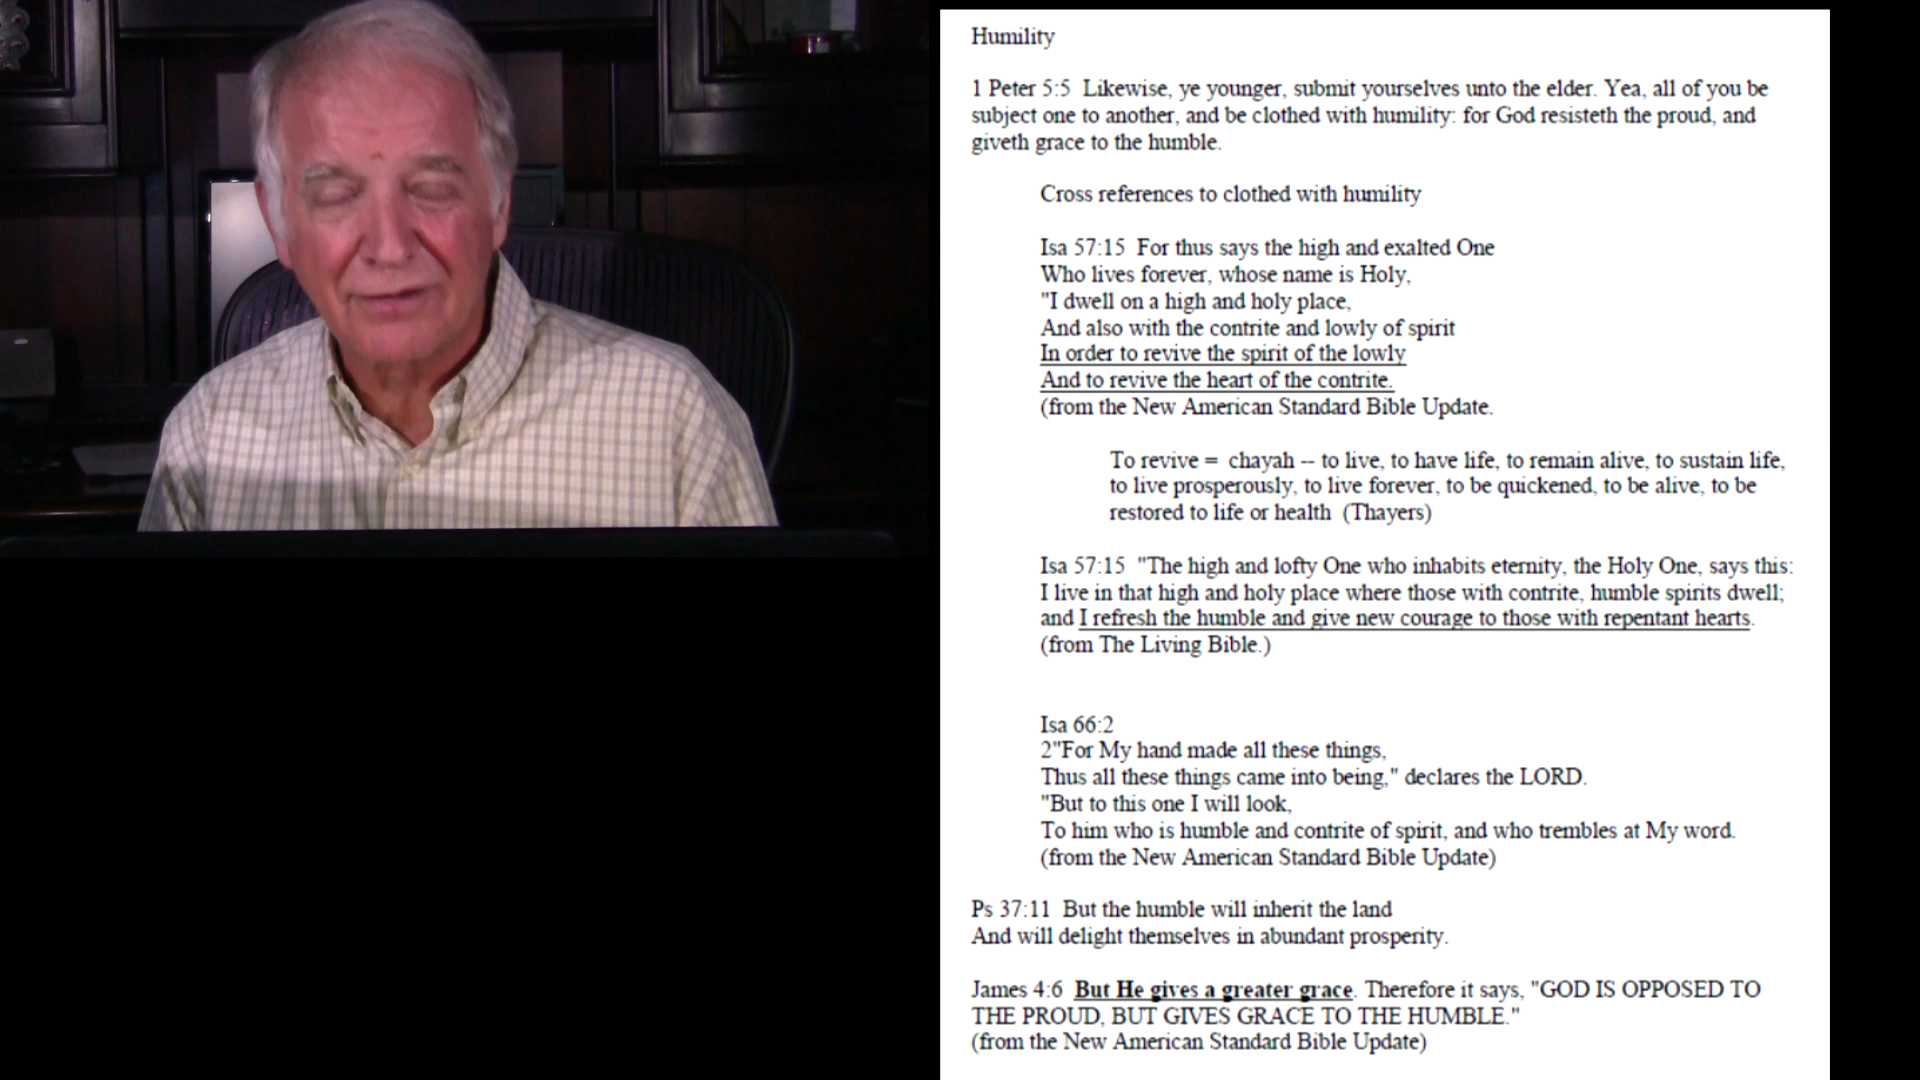 Humility
1 Peter 5:5 Likewise, ye younger, submit yourselves unto the elder. Yea, all of you be
subject one to another, and be clothed with humility: for God resisteth the proud, and
giveth grace to the humble.
Cross references to clothed with humility
Isa 57:15 For thus says the high and exalted One
Who lives forever, whose name is Holy,
"I dwell on a high and holy place,
And also with the contrite and lowly of spirit
In order to revive the spirit of the lowly
And to revive the heart of the contrite.
(from the New American Standard Bible Update.
To revive = chayah -- to live, to have life, to remain alive, to sustain life,
to live prosperously, to live forever, to be quickened, to be alive, to be
restored to life or health (Thayers)
Isa 57:15 "The high and lofty One who inhabits eternity, the Holy One, says this:
I live in that high and holy place where those with contrite, humble spirits dwell;
and I refresh the humble and give new courage to those with repentant hearts.
(from The Living Bible.)
Isa 66:2
2"For My hand made all these things,
Thus all these things came into being," declares the LORD.
"But to this one I will look,
To him who is humble and contrite of spirit, and who trembles at My word.
(from the New American Standard Bible Update)
Ps 37:11 But the humble will inherit the land
And will delight themselves in abundant prosperity.
James 4:6 But He gives a greater grace. Therefore it says, "GOD IS OPPOSED TO
THE PROUD, BUT GIVES GRACE TO THE HUMBLE."
(from the New American Standard Bible Update)